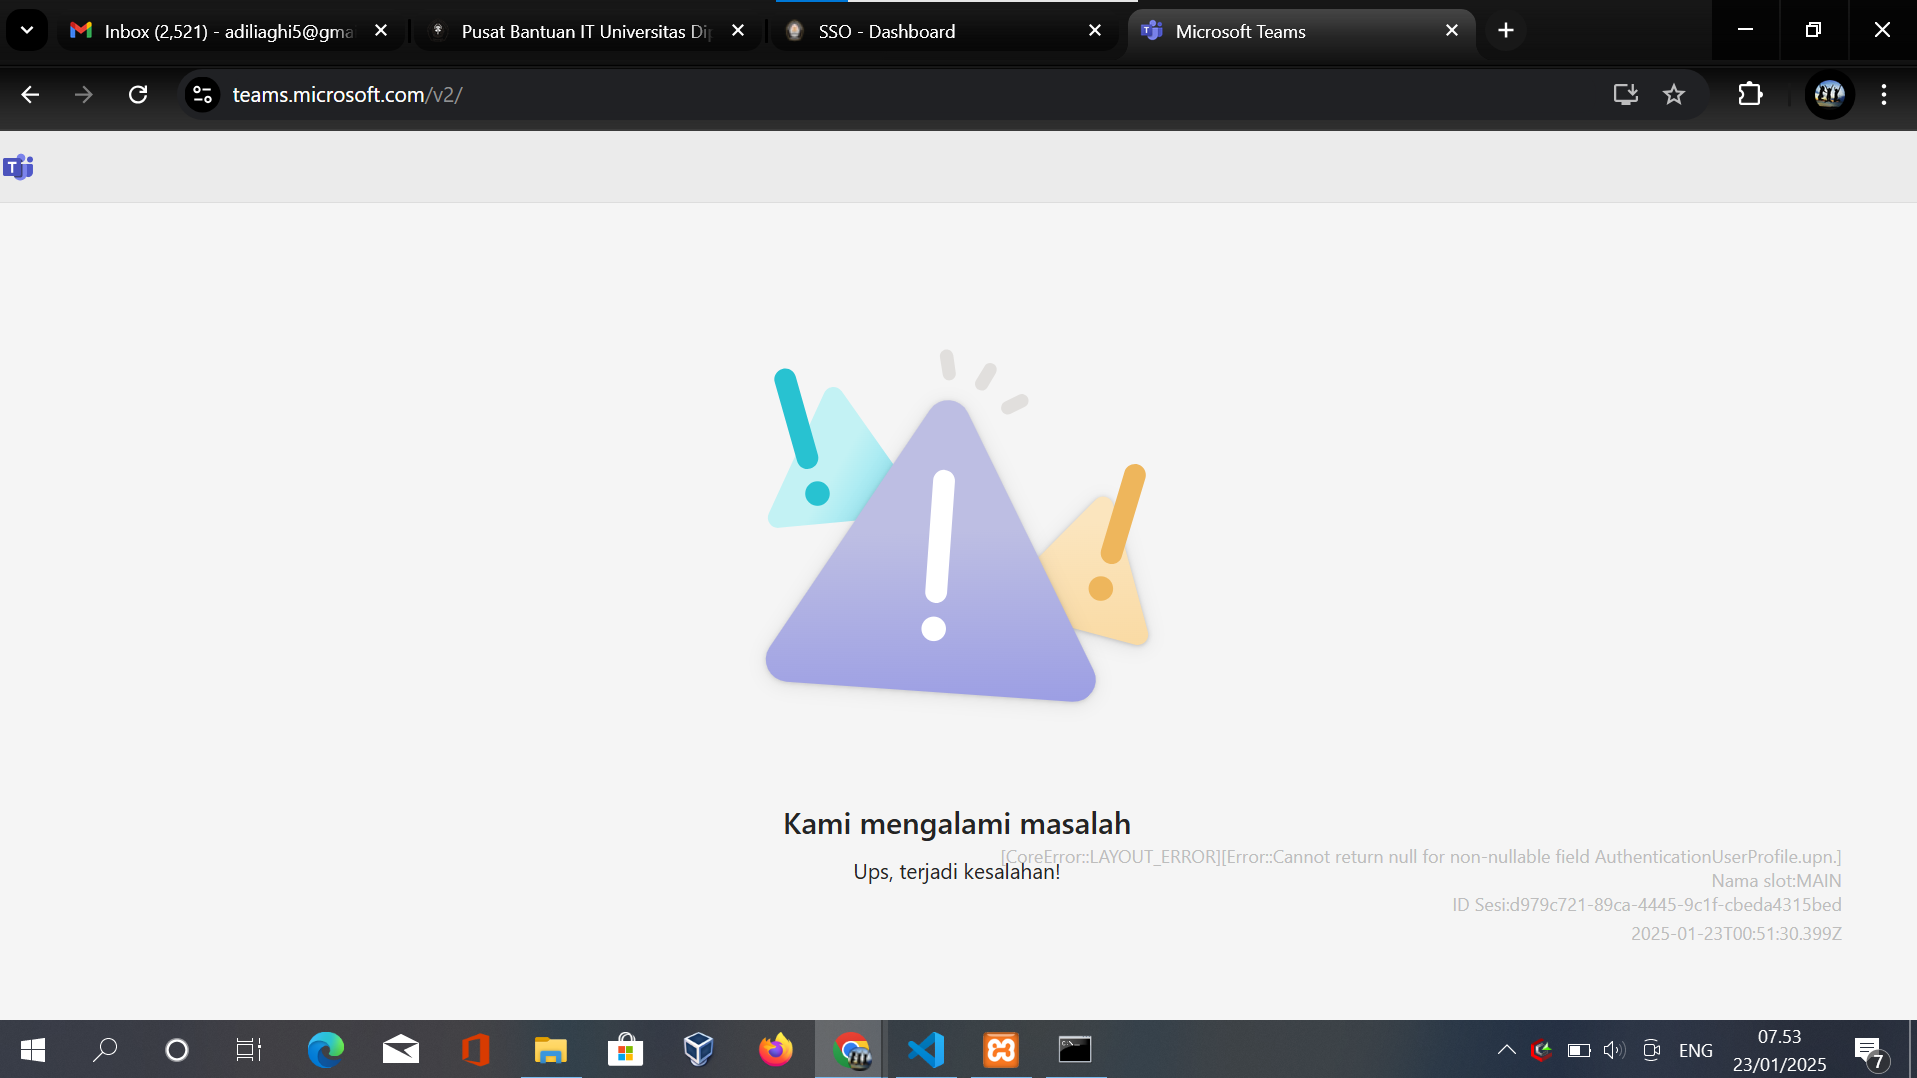 Inbox (2,521) - adiliaghi5@gma
Pusat Bantuan IT Universitas Dip
SSO - Dashboard
Microsoft Teams
teams.microsoft.com/v2/
Kami mengalami masalah
[CoreError::LAYOUT_ERROR][Error::Cannot return null for non-nullable field AuthenticationUserProfile.upn.]
Ups, terjadi kesalahan!
Nama slot:MAIN
ID Sesi:d979c721-89ca-4445-9c1f-cbeda4315bed
2025-01-23T00:51:30.399Z
ENG
07.53
23/01/2025
7